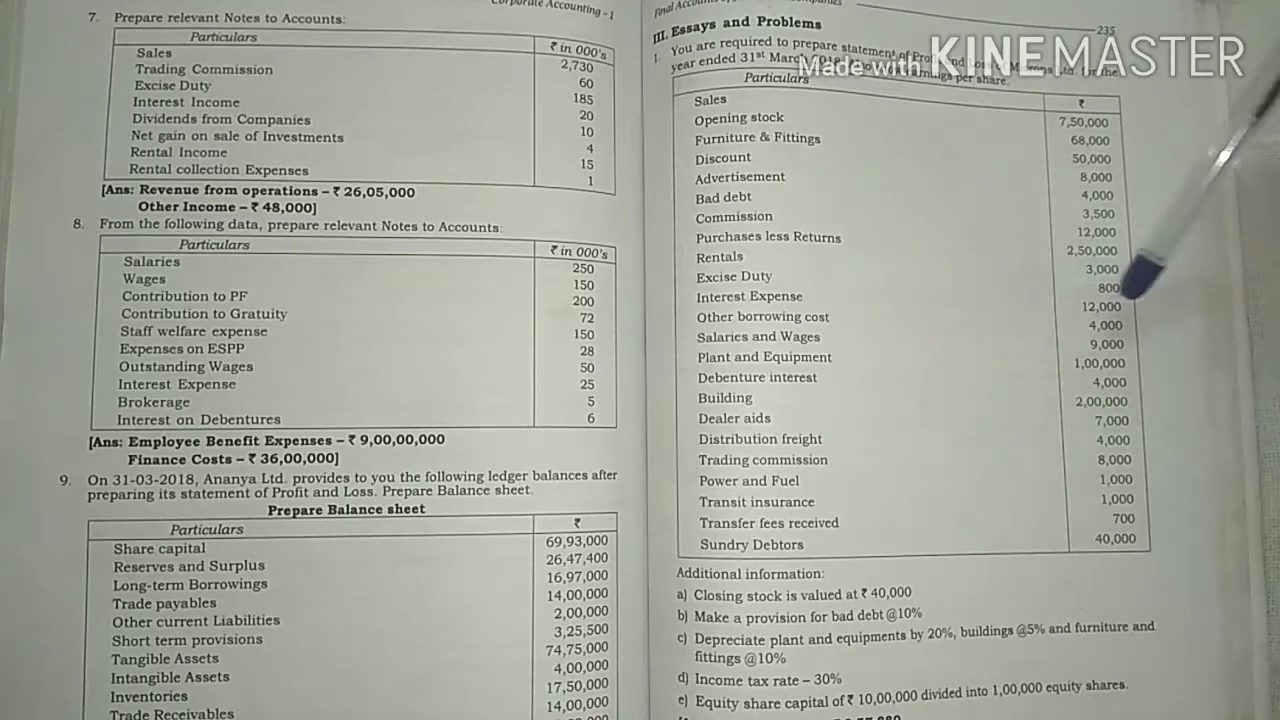 Corporate Accounting - 1
7. Prepare relevant Notes to Accounts:
Particulars ₹ in 000's
Sales 2,730
Trading Commission 60
Excise Duty 185
Interest Income 20
Dividends from Companies 10
Net gain on sale of Investments 4
Rental Income 15
Rental collection Expenses 1
[Ans: Revenue from operations – ₹ 26,05,000
Other Income – ₹ 48,000]
8. From the following data, prepare relevant Notes to Accounts:
Particulars ₹ in 000's
Salaries 250
Wages 150
Contribution to PF 200
Contribution to Gratuity 72
Staff welfare expense 150
Expenses on ESPP 28
Outstanding Wages 50
Interest Expense 25
Brokerage 5
Interest on Debentures 6
[Ans: Employee Benefit Expenses – ₹ 9,00,00,000
Finance Costs – ₹ 36,00,000]
9. On 31-03-2018, Ananya Ltd. provides to you the following ledger balances after
preparing its statement of Profit and Loss. Prepare Balance sheet.
Prepare Balance sheet
Particulars ₹
Share capital 69,93,000
Reserves and Surplus 26,47,400
Long-term Borrowings 16,97,000
Trade payables 14,00,000
Other current Liabilities 2,00,000
Short term provisions 3,25,500
Tangible Assets 74,75,000
Intangible Assets 4,00,000
Inventories 17,50,000
Trade Receivables 14,00,000
Final
235
III. Essays and Problems
1. You are required to prepare statement of for the
year ended 31st March per share.
Made with KINEMASTER
Particulars ₹
Sales 7,50,000
Opening stock 68,000
Furniture & Fittings 50,000
Discount 8,000
Advertisement 4,000
Bad debt 3,500
Commission 12,000
Purchases less Returns 2,50,000
Rentals 3,000
Excise Duty 800
Interest Expense 12,000
Other borrowing cost 4,000
Salaries and Wages 9,000
Plant and Equipment 1,00,000
Debenture interest 4,000
Building 2,00,000
Dealer aids 7,000
Distribution freight 4,000
Trading commission 8,000
Power and Fuel 1,000
Transit insurance 1,000
Transfer fees received 700
Sundry Debtors 40,000
Additional information:
a) Closing stock is valued at ₹ 40,000
b) Make a provision for bad debt @10%
c) Depreciate plant and equipments by 20%, buildings @5% and furniture and
fittings @10%
d) Income tax rate – 30%
e) Equity share capital of ₹ 10,00,000 divided into 1,00,000 equity shares.